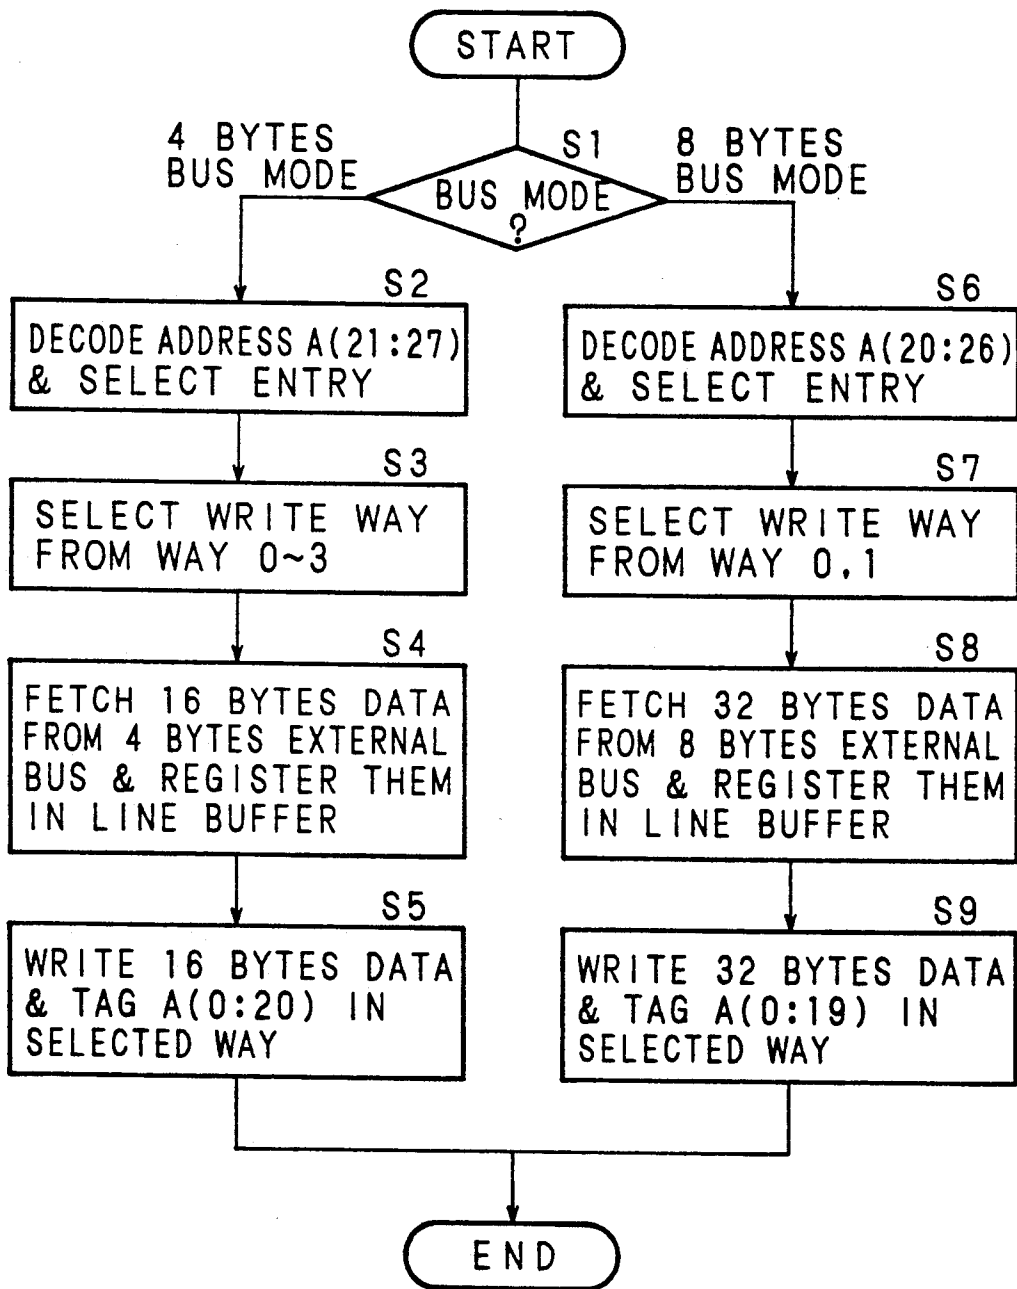 START
4 BYTES
BUS MODE
S1
8 BYTES
BUS MODE
BUS MODE
?
S2
DECODE ADDRESS A(21:27)
& SELECT ENTRY
S3
SELECT WRITE WAY
FROM WAY 0~3
S4
FETCH 16 BYTES DATA
FROM 4 BYTES EXTERNAL
BUS & REGISTER THEM
IN LINE BUFFER
S5
WRITE 16 BYTES DATA
& TAG A(0:20) IN
SELECTED WAY
S6
DECODE ADDRESS A(20:26)
& SELECT ENTRY
S7
SELECT WRITE WAY
FROM WAY 0.1
S8
FETCH 32 BYTES DATA
FROM 8 BYTES EXTERNAL
BUS & REGISTER THEM
IN LINE BUFFER
S9
WRITE 32 BYTES DATA
& TAG A(0:19) IN
SELECTED WAY
END